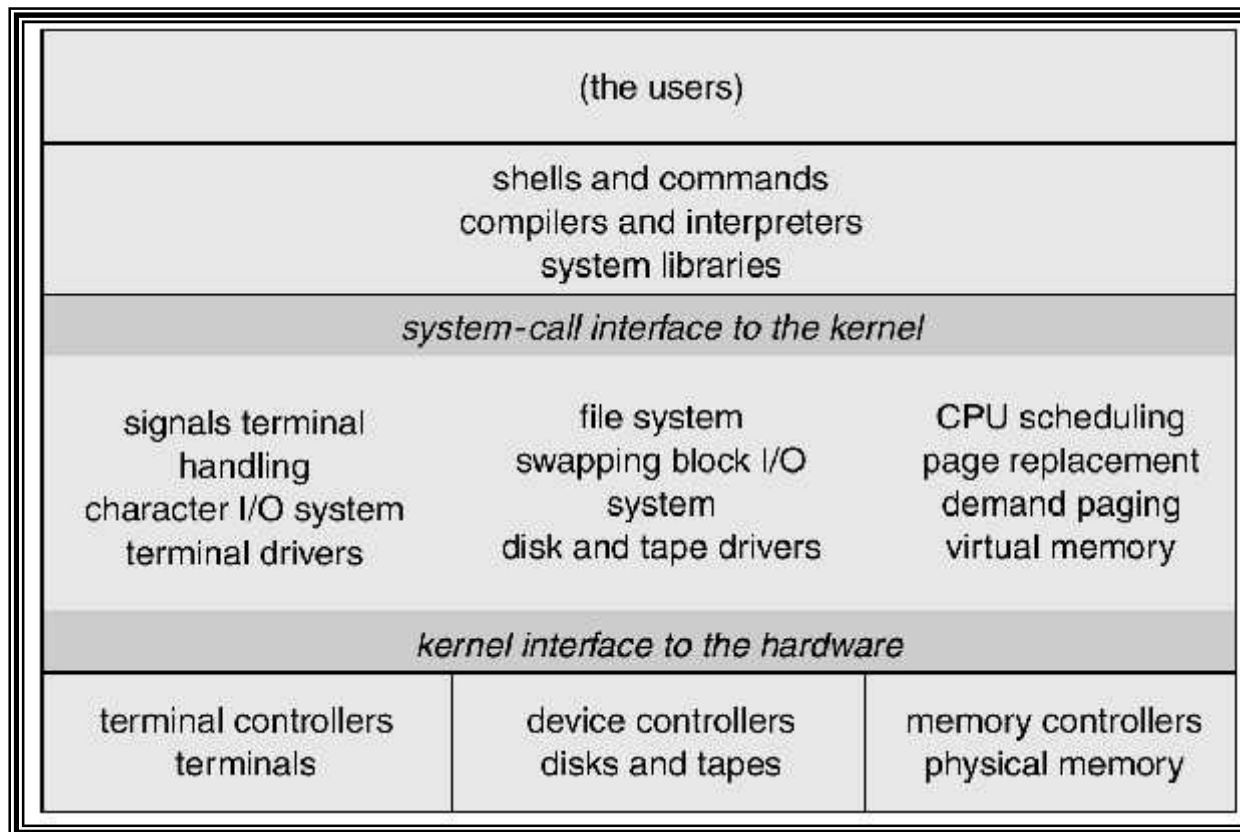 (the users)
shells and commands
compilers and interpreters
system libraries
system-call interface to the kernel
signals terminal
handling
character I/O system
terminal drivers
file system
swapping block I/O
system
disk and tape drivers
CPU scheduling
page replacement
demand paging
virtual memory
kernel interface to the hardware
terminal controllers
terminals
device controllers
disks and tapes
memory controllers
physical memory